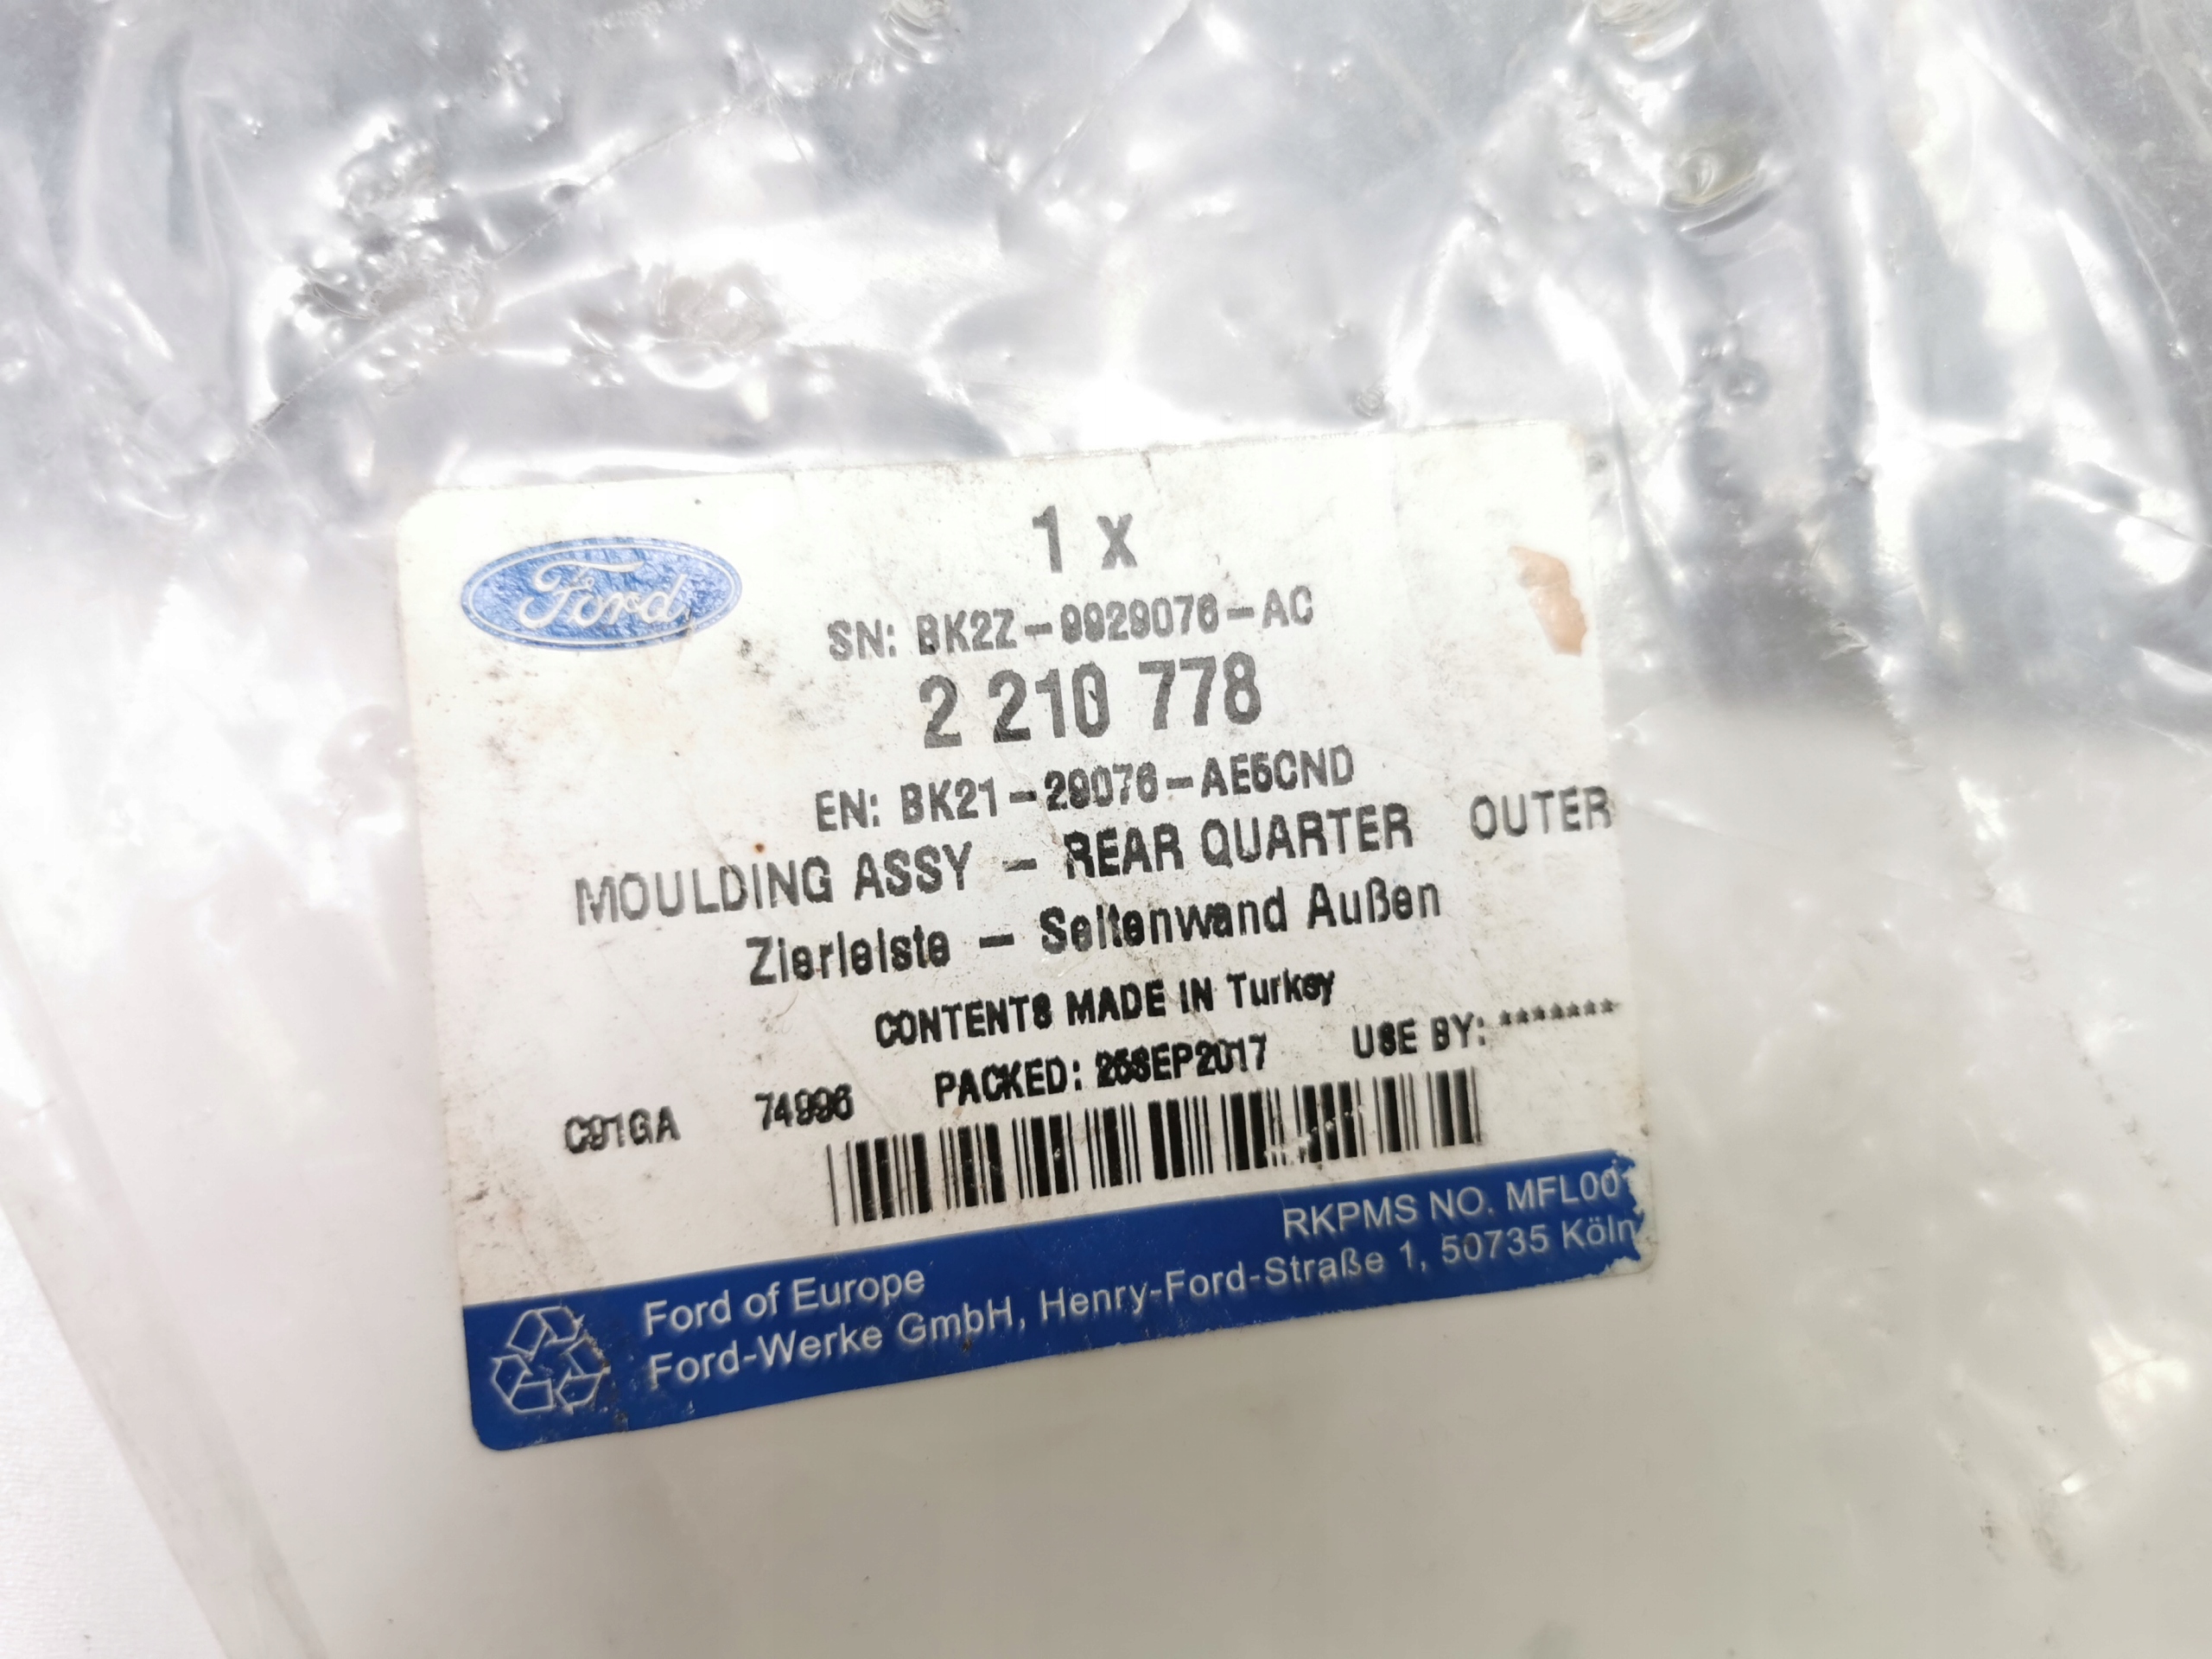 Ford
1 x
SN: BK2Z-9929076-AC
2 210 778
EN: BK21-29076-AE5CND
MOULDING ASSY - REAR QUARTER OUTER
Zierleiste - Seitenwand Außen
CONTENTS MADE IN Turkey
C91GA 74996 PACKED: 25SEP2017 USE BY: *******
RKPMS NO. MFL00
Ford of Europe
Ford-Werke GmbH, Henry-Ford-Straße 1, 50735 Köln